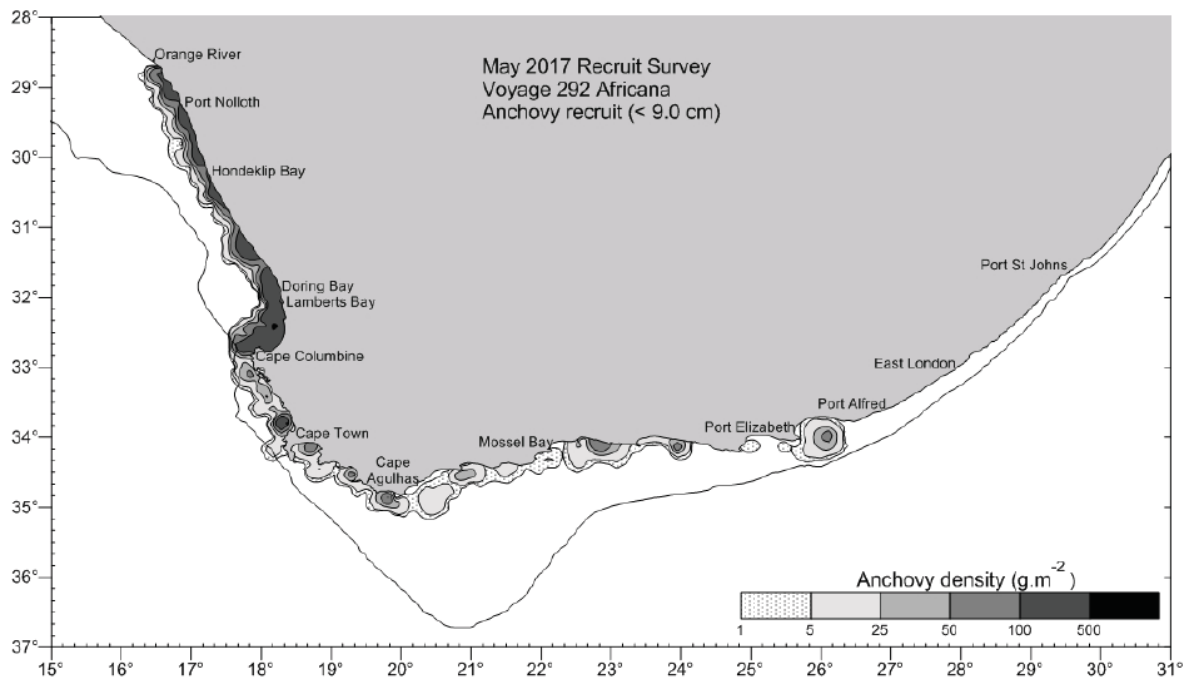 28°
29°
30°
31°
32°
33°
34°
35°
36°
37°
May 2017 Recruit Survey
Voyage 292 Africana
Anchovy recruit (< 9.0 cm)
Orange River
Port Nolloth
Hondeklip Bay
Doring Bay
Lamberts Bay
Cape Columbine
Cape Town
Cape
Agulhas
Mossel Bay
Port Elizabeth
Port Alfred
East London
Port St Johns
Anchovy density (g.m-2)
1 5 25 50 100 500
15° 16° 17° 18° 19° 20° 21° 22° 23° 24° 25° 26° 27° 28° 29° 30° 31°